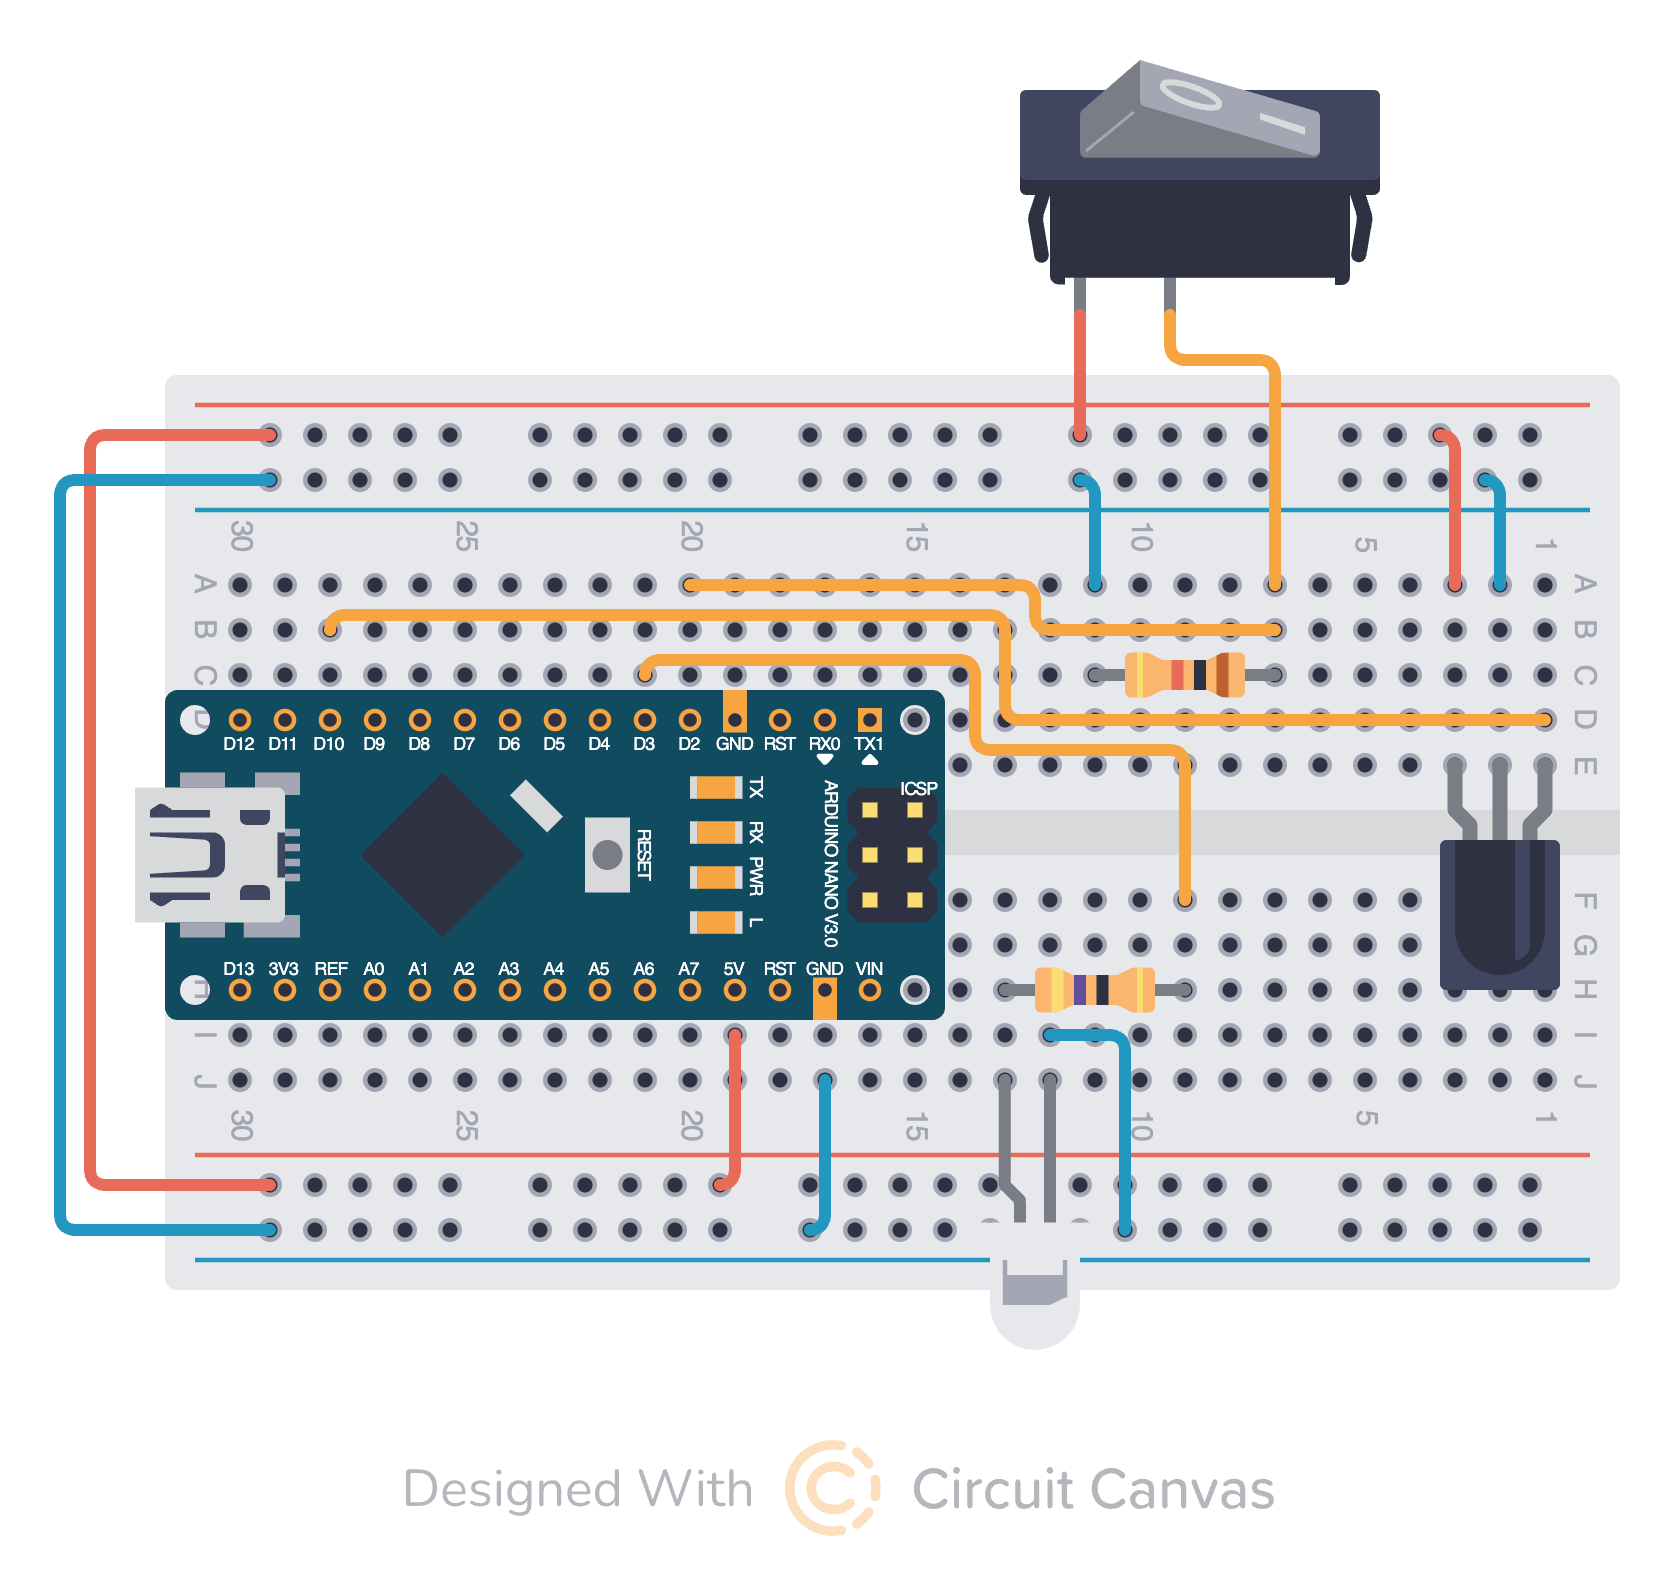 30 25 20 15 10 5 1
A A
B B
C C
D D
D12 D11 D10 D9 D8 D7 D6 D5 D4 D3 D2 GND RST RX0 TX1
E
ICSP
TX
RX
PWR
L
RESET
ARDUINO NANO V3.0
F
G
D13 3V3 REF A0 A1 A2 A3 A4 A5 A6 A7 5V RST GND VIN
H
I I
J J
30 25 20 15 10 5 1
Designed With Circuit Canvas